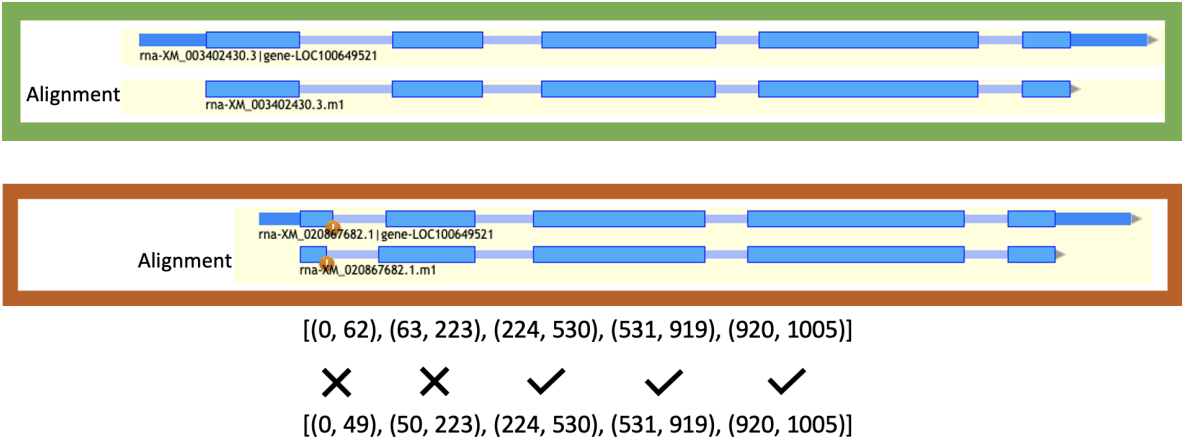 rna-XM_003402430.3|gene-LOC100649521
Alignment
rna-XM_003402430.3.m1
rna-XM_020867682.1|gene-LOC100649521
Alignment
rna-XM_020867682.1.m1
[(0, 62), (63, 223), (224, 530), (531, 919), (920, 1005)]
[(0, 49), (50, 223), (224, 530), (531, 919), (920, 1005)]